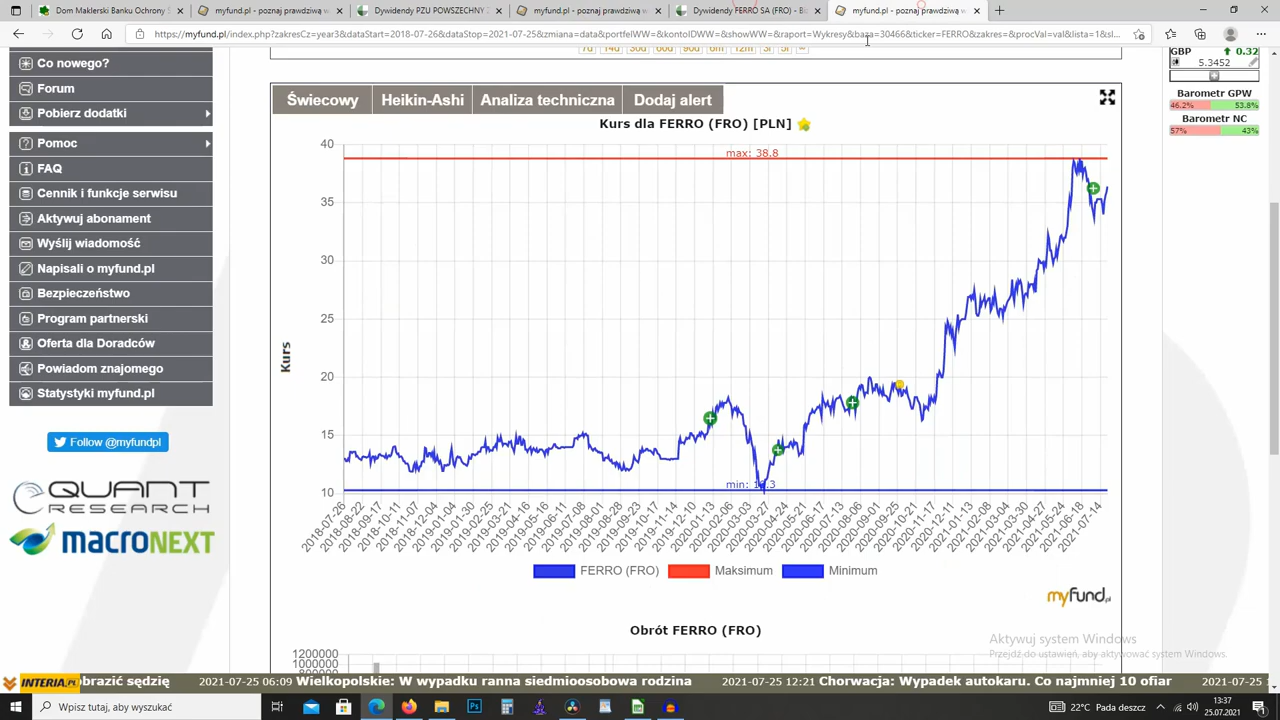 Dom Maklerski Banku Ochrony S
myfund.pl - poznaj prawdziwą w
Dywidendy PZU POWSZECHNY Z
myfund.pl - poznaj prawdziwą w
Dywidendy FERRO SA (FRO) - Bo
myfund.pl - poznaj prawdziwą w
https://myfund.pl/index.php?zakresCz=year3&dataStart=2018-07-26&dataStop=2021-07-25&zmiana=data&portfelWW=&kontoIDWW=&showWW=&raport=Wykresy&baza=30466&ticker=FERRO&zakres=&procVal=val&lista=1&sl...
7d 14d 30d 60d 90d 6m 12m 3l 5l
Co nowego?
Forum
Pobierz dodatki
Pomoc
FAQ
Cennik i funkcje serwisu
Aktywuj abonament
Wyślij wiadomość
Napisali o myfund.pl
Bezpieczeństwo
Program partnerski
Oferta dla Doradców
Powiadom znajomego
Statystyki myfund.pl
Follow @myfundpl
QUANT
RESEARCH
MACRONEXT
Świecowy
Heikin-Ashi
Analiza techniczna
Dodaj alert
Kurs dla FERRO (FRO) [PLN]
max: 38.8
40
35
30
25
20
15
10
Kurs
2018-07-26
2018-08-22
2018-09-17
2018-10-11
2018-11-07
2018-12-04
2019-01-03
2019-01-30
2019-02-25
2019-03-21
2019-04-16
2019-05-16
2019-06-11
2019-07-08
2019-08-01
2019-08-28
2019-09-23
2019-10-17
2019-11-14
2019-12-10
2020-01-13
2020-02-06
2020-03-03
2020-03-27
2020-04-24
2020-05-21
2020-06-17
2020-07-13
2020-08-06
2020-09-01
2020-09-25
2020-10-21
2020-11-17
2020-12-11
2021-01-13
2021-02-08
2021-03-04
2021-03-30
2021-04-27
2021-05-24
2021-06-18
2021-07-14
FERRO (FRO)
Maksimum
Minimum
myfund.pl
Obrót FERRO (FRO)
1200000
1000000
GBP 0.32
5.3452
Barometr GPW
46.2% 53.8%
Barometr NC
57% 43%
Aktywuj system Windows
Przejdź do ustawień, aby aktywować system Windows.
INTERIA.PL
obrazić sędzię
2021-07-25 06:09 Wielkopolskie: W wypadku ranna siedmioosobowa rodzina
2021-07-25 12:21 Chorwacja: Wypadek autokaru. Co najmniej 10 ofiar
2021-07-25 1
Wpisz tutaj, aby wyszukać
22°C Pada deszcz
13:37
25.07.2021